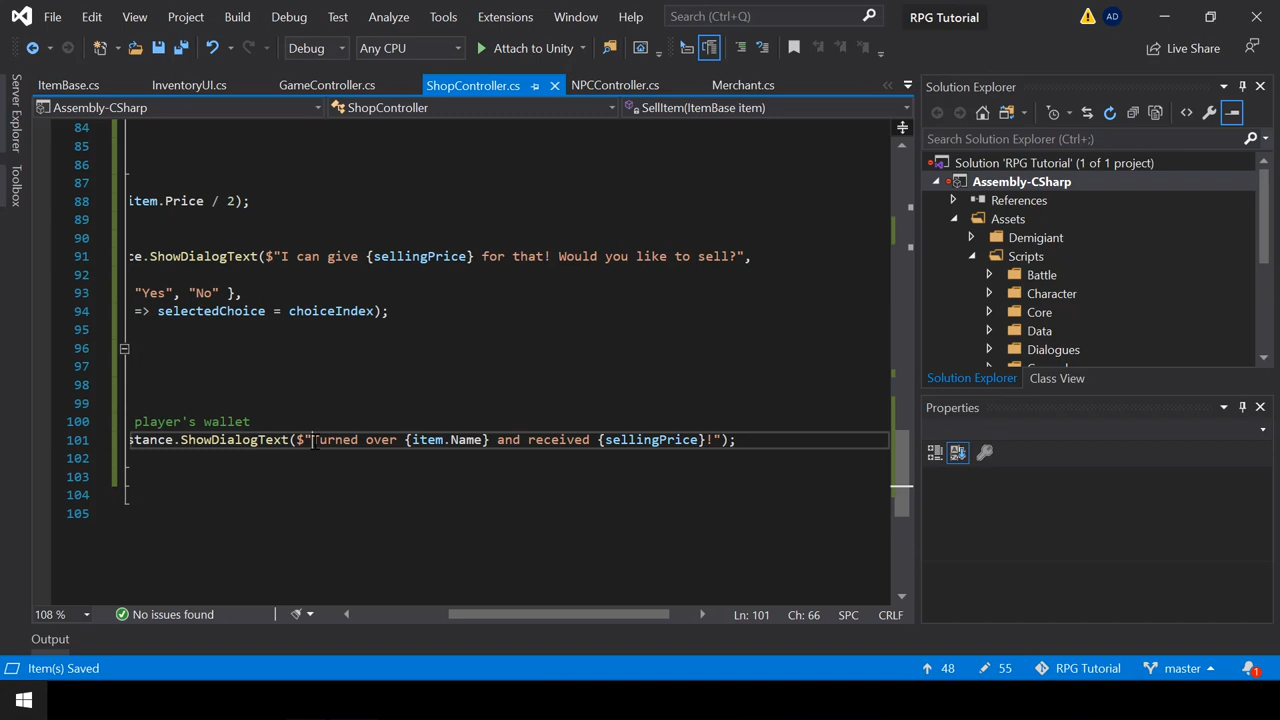 File Edit View Project Build Debug Test Analyze Tools Extensions Window Help Search (Ctrl+Q) RPG Tutorial AD
Debug Any CPU Attach to Unity Live Share
Server Explorer
Toolbox
ItemBase.cs InventoryUI.cs GameController.cs ShopController.cs NPCController.cs Merchant.cs
Assembly-CSharp ShopController SellItem(ItemBase item)
84
85
86
87
88 item.Price / 2);
89
90
91 ce.ShowDialogText($"I can give {sellingPrice} for that! Would you like to sell?",
92
93 "Yes", "No" },
94 => selectedChoice = choiceIndex);
95
96
97
98
99
100 player's wallet
101 stance.ShowDialogText($"Turned over {item.Name} and received {sellingPrice}!");
102
103
104
105
108 % No issues found Ln: 101 Ch: 66 SPC CRLF
Output
Solution Explorer
Search Solution Explorer (Ctrl+;)
Solution 'RPG Tutorial' (1 of 1 project)
Assembly-CSharp
References
Assets
Demigiant
Scripts
Battle
Character
Core
Data
Dialogues
Solution Explorer Class View
Properties
Item(s) Saved 48 55 RPG Tutorial master 1